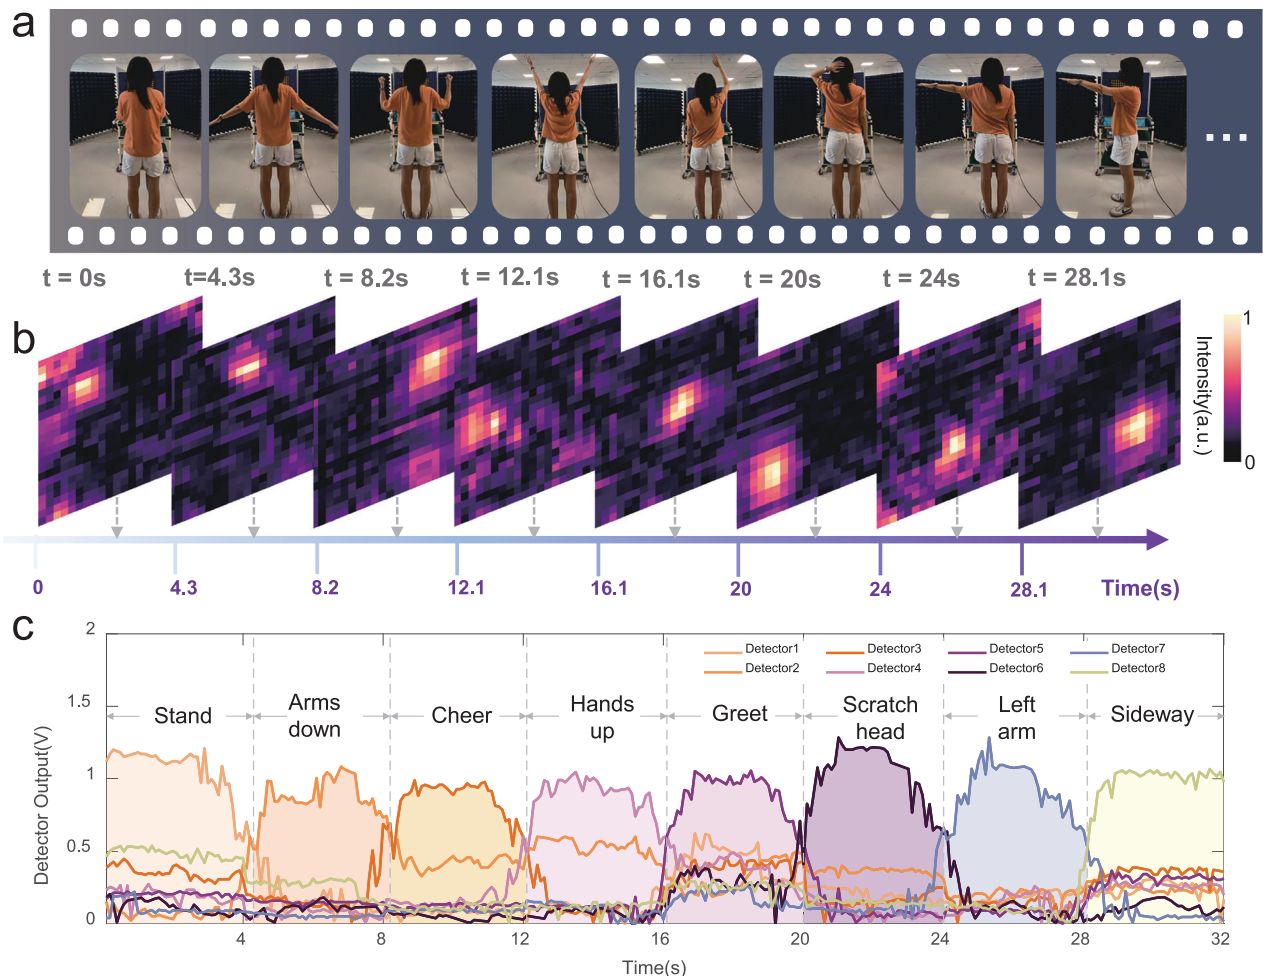 a
t = 0s t=4.3s t = 8.2s t = 12.1s t = 16.1s t = 20s t = 24s t = 28.1s
b
1
Intensity(a.u.)
0
0 4.3 8.2 12.1 16.1 20 24 28.1 Time(s)
c
2
Detector1 Detector3 Detector5 Detector7
Detector2 Detector4 Detector6 Detector8
1.5
Stand Arms down Cheer Hands up Greet Scratch head Left arm Sideway
1
0.5
0
Detector Output(V)
4 8 12 16 20 24 28 32
Time(s)